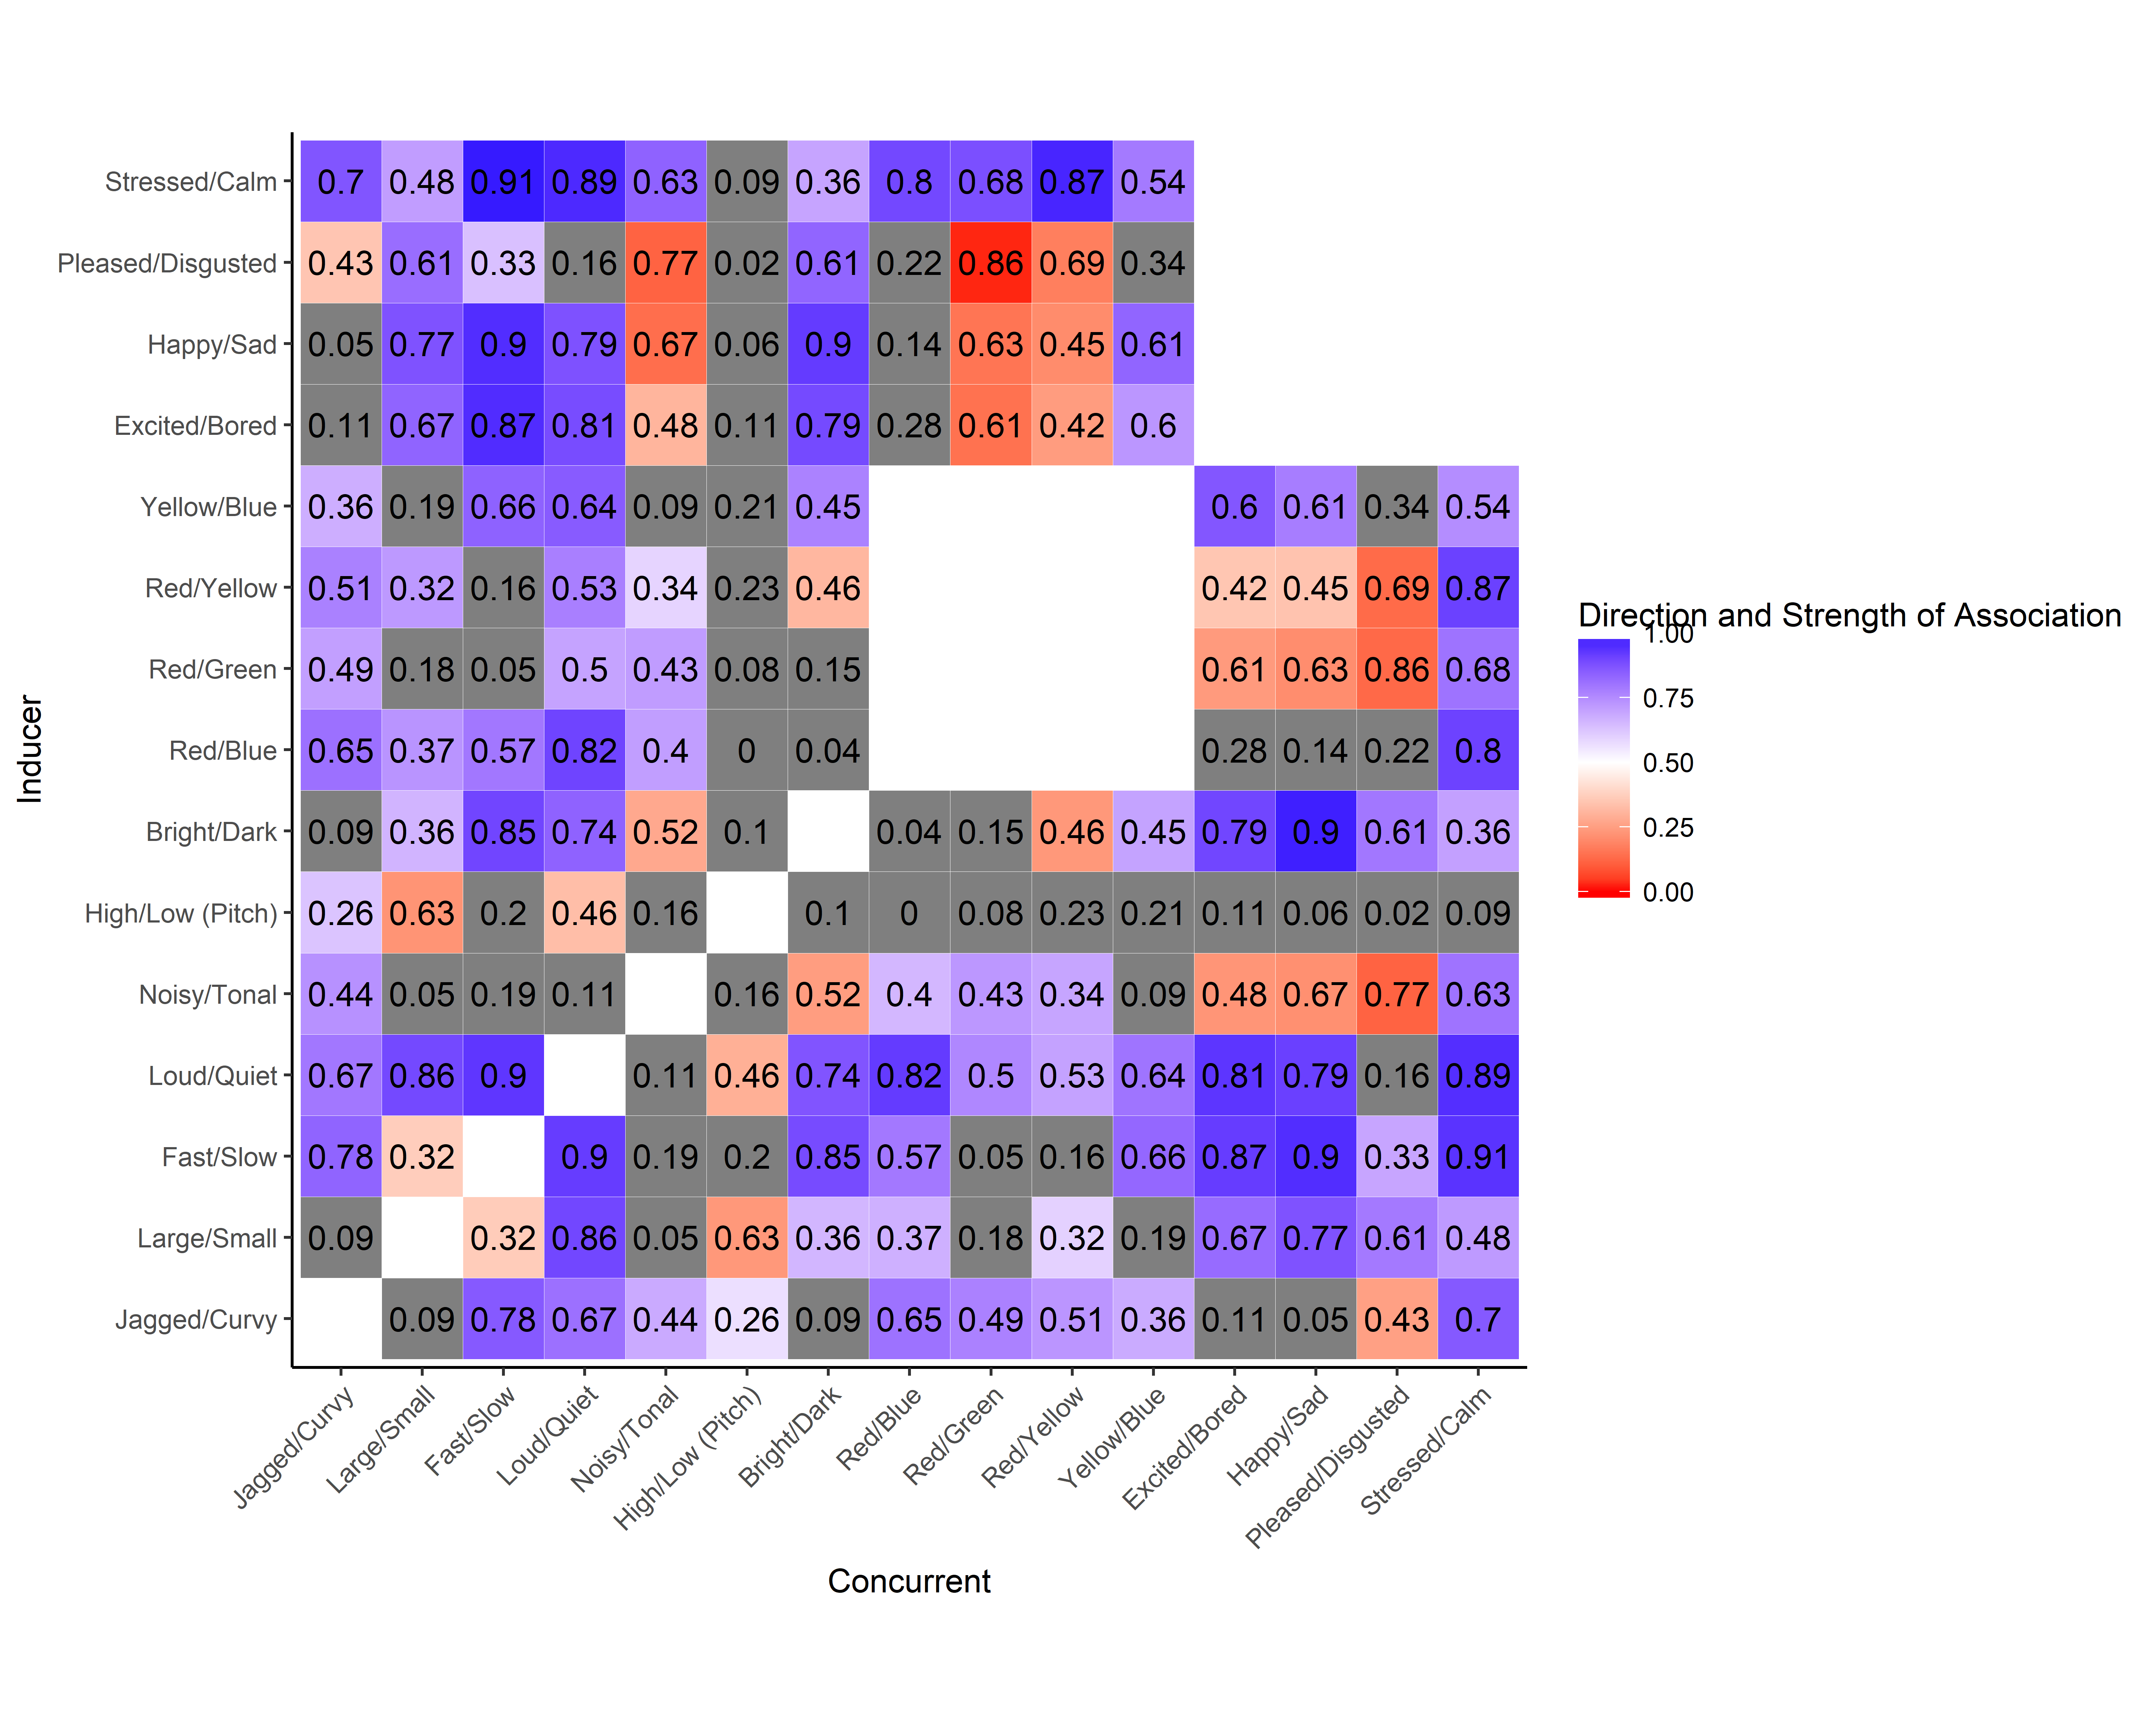 Stressed/Calm 0.7 0.48 0.91 0.89 0.63 0.09 0.36 0.8 0.68 0.87 0.54
Pleased/Disgusted 0.43 0.61 0.33 0.16 0.77 0.02 0.61 0.22 0.86 0.69 0.34
Happy/Sad 0.05 0.77 0.9 0.79 0.67 0.06 0.9 0.14 0.63 0.45 0.61
Excited/Bored 0.11 0.67 0.87 0.81 0.48 0.11 0.79 0.28 0.61 0.42 0.6
Yellow/Blue 0.36 0.19 0.66 0.64 0.09 0.21 0.45 0.6 0.61 0.34 0.54
Red/Yellow 0.51 0.32 0.16 0.53 0.34 0.23 0.46 0.42 0.45 0.69 0.87
Red/Green 0.49 0.18 0.05 0.5 0.43 0.08 0.15 0.61 0.63 0.86 0.68
Red/Blue 0.65 0.37 0.57 0.82 0.4 0 0.04 0.28 0.14 0.22 0.8
Bright/Dark 0.09 0.36 0.85 0.74 0.52 0.1 0.04 0.15 0.46 0.45 0.79 0.9 0.61 0.36
High/Low (Pitch) 0.26 0.63 0.2 0.46 0.16 0.1 0 0.08 0.23 0.21 0.11 0.06 0.02 0.09
Noisy/Tonal 0.44 0.05 0.19 0.11 0.16 0.52 0.4 0.43 0.34 0.09 0.48 0.67 0.77 0.63
Loud/Quiet 0.67 0.86 0.9 0.11 0.46 0.74 0.82 0.5 0.53 0.64 0.81 0.79 0.16 0.89
Fast/Slow 0.78 0.32 0.9 0.19 0.2 0.85 0.57 0.05 0.16 0.66 0.87 0.9 0.33 0.91
Large/Small 0.09 0.32 0.86 0.05 0.63 0.36 0.37 0.18 0.32 0.19 0.67 0.77 0.61 0.48
Jagged/Curvy 0.09 0.78 0.67 0.44 0.26 0.09 0.65 0.49 0.51 0.36 0.11 0.05 0.43 0.7
Inducer
Jagged/Curvy
Large/Small
Fast/Slow
Loud/Quiet
Noisy/Tonal
High/Low (Pitch)
Bright/Dark
Red/Blue
Red/Green
Red/Yellow
Yellow/Blue
Excited/Bored
Happy/Sad
Pleased/Disgusted
Stressed/Calm
Concurrent
Direction and Strength of Association
1.00
0.75
0.50
0.25
0.00